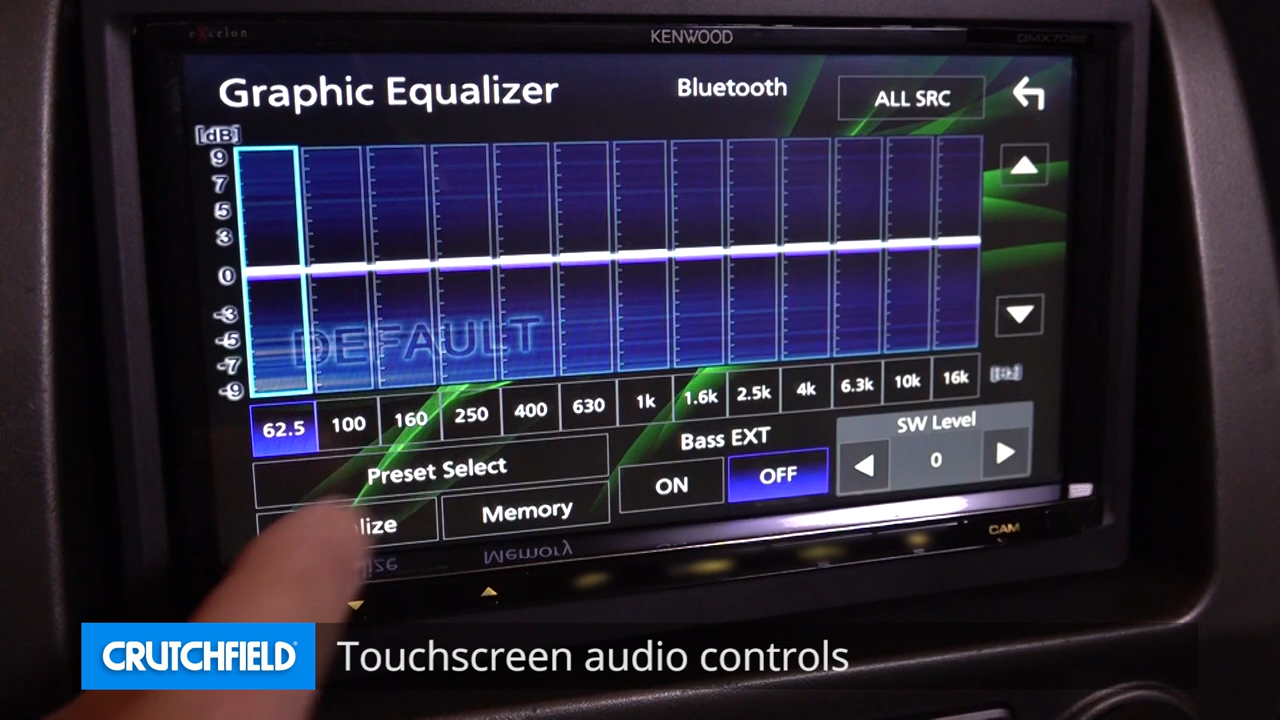 eXcelon
KENWOOD
Graphic Equalizer
Bluetooth
ALL SRC
[dB]
9
7
5
3
0
-3
-5
-7
-9
DEFAULT
62.5 100 160 250 400 630 1k 1.6k 2.5k 4k 6.3k 10k 16k [Hz]
Preset Select
Bass EXT
SW Level
ON
OFF
0
Memory
CAM
CRUTCHFIELD
Touchscreen audio controls